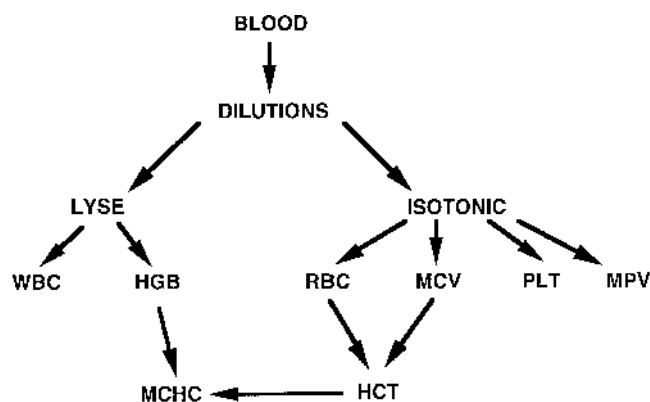 BLOOD
DILUTIONS
LYSE ISOTONIC
WBC HGB RBC MCV PLT MPV
MCHC HCT